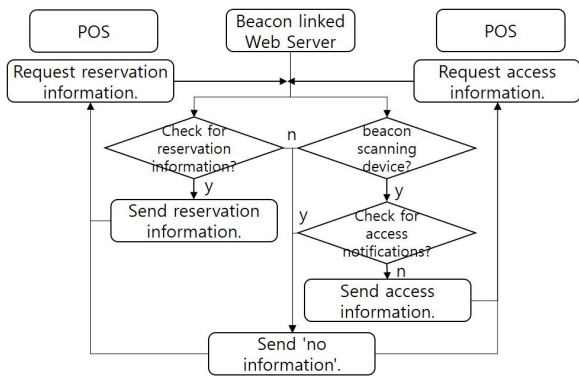 POS
Beacon linked
Web Server
POS
Request reservation
information.
Request access
information.
Check for
reservation
information?
n
beacon
scanning
device?
y
y
Send reservation
information.
y
Check for
access
notifications?
n
Send access
information.
Send 'no
information'.